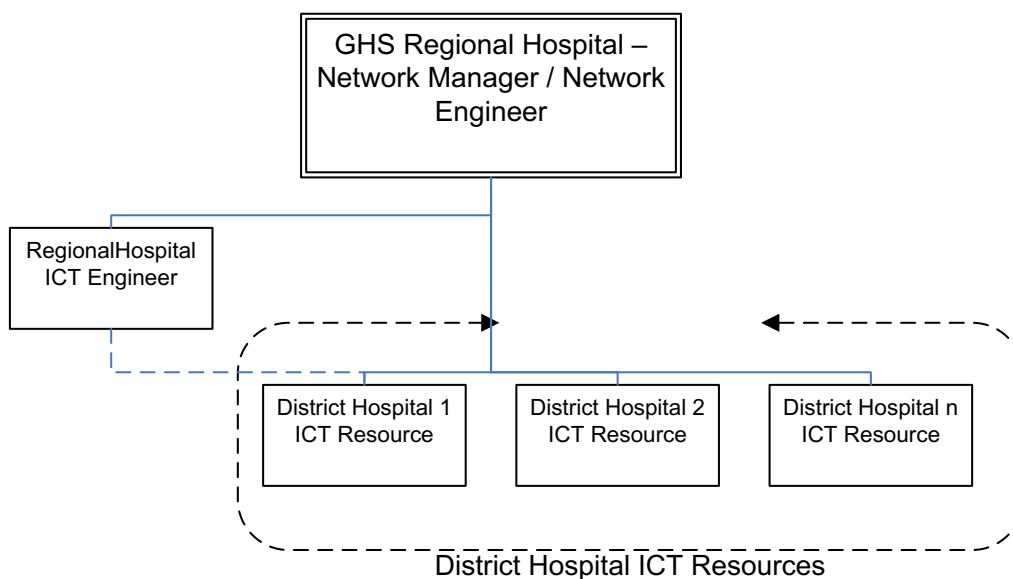 GHS Regional Hospital –
Network Manager / Network
Engineer
RegionalHospital
ICT Engineer
District Hospital 1
ICT Resource
District Hospital 2
ICT Resource
District Hospital n
ICT Resource
District Hospital ICT Resources